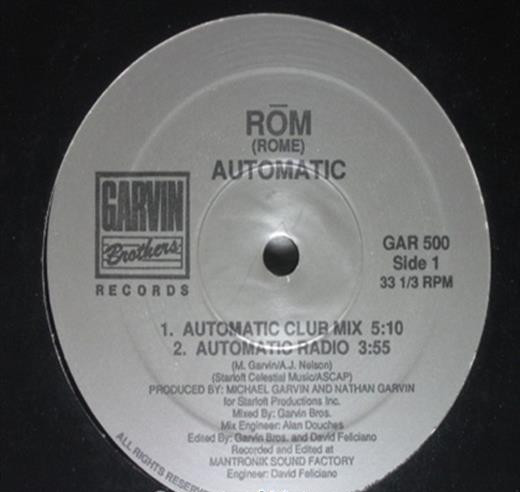 RŌM
(ROME)
AUTOMATIC
GARVIN
Brothers
RECORDS
GAR 500
Side 1
33 1/3 RPM
1. AUTOMATIC CLUB MIX 5:10
2. AUTOMATIC RADIO 3:55
(M. Garvin/A.J. Nelson)
(Starloft Celestial Music/ASCAP)
PRODUCED BY: MICHAEL GARVIN AND NATHAN GARVIN
for Starloft Productions Inc.
Mixed By: Garvin Bros.
Mix Engineer: Alan Douches
Edited By: Garvin Bros. and David Feliciano
Recorded and Edited at
MANTRONIK SOUND FACTORY
Engineer: David Feliciano
ALL RIGHTS RESERVE